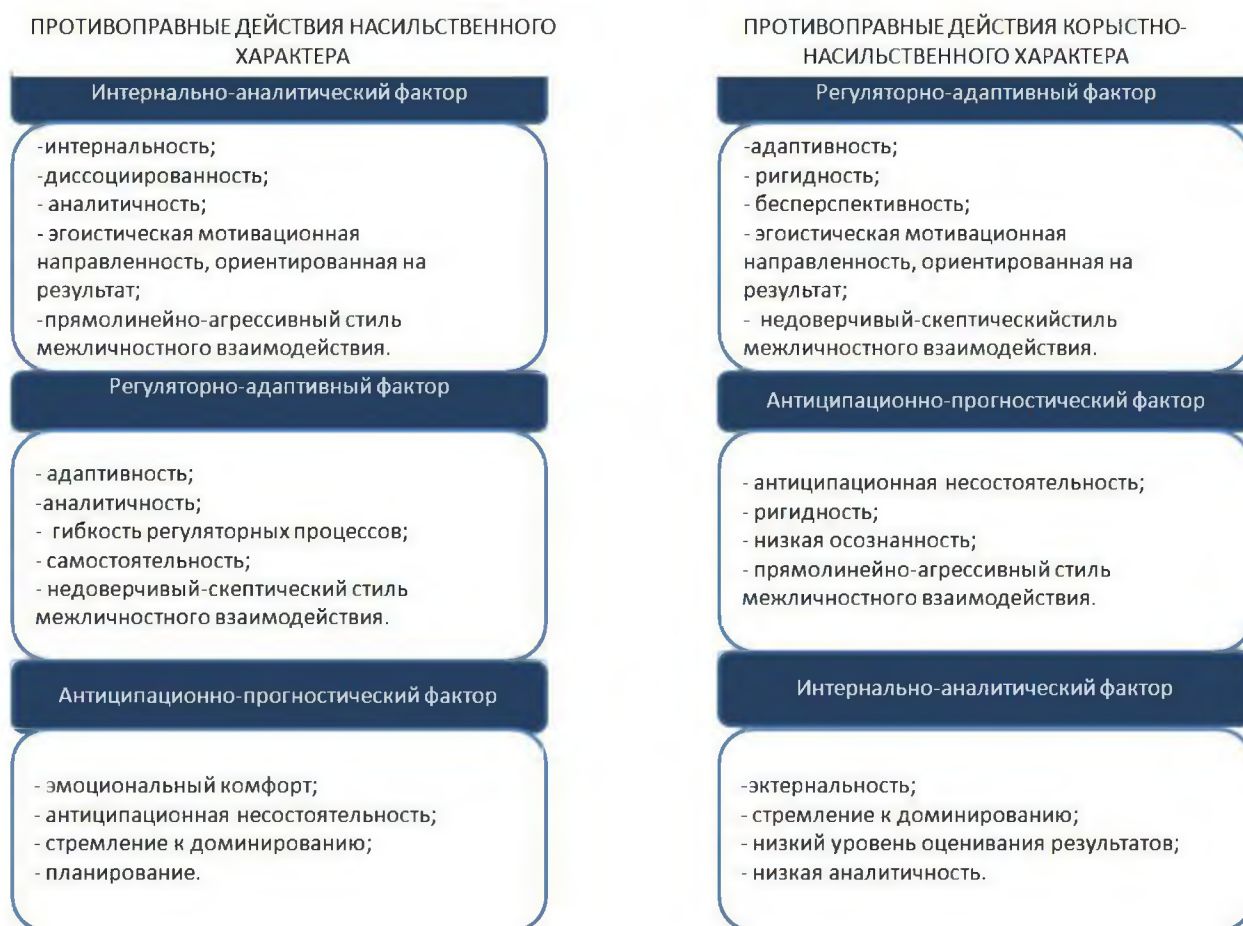 ПРОТИВОПРАВНЫЕ ДЕЙСТВИЯ НАСИЛЬСТВЕННОГО
ХАРАКТЕРА
Интернально-аналитический фактор
-интернальность;
-диссоциированность;
- аналитичность;
- эгоистическая мотивационная
направленность, ориентированная на
результат;
-прямолинейно-агрессивный стиль
межличностного взаимодействия.
Регуляторно-адаптивный фактор
- адаптивность;
-аналитичность;
- гибкость регуляторных процессов;
- самостоятельность;
- недоверчивый-скептический стиль
межличностного взаимодействия.
Антиципационно-прогностический фактор
- эмоциональный комфорт;
- антиципационная несостоятельность;
- стремление к доминированию;
- планирование.
ПРОТИВОПРАВНЫЕ ДЕЙСТВИЯ КОРЫСТНО-
НАСИЛЬСТВЕННОГО ХАРАКТЕРА
Регуляторно-адаптивный фактор
-адаптивность;
- ригидность;
- бесперспективность;
- эгоистическая мотивационная
направленность, ориентированная на
результат;
- недоверчивый-скептическийстиль
межличностного взаимодействия.
Антиципационно-прогностический фактор
- антиципационная несостоятельность;
- ригидность;
- низкая осознанность;
- прямолинейно-агрессивный стиль
межличностного взаимодействия.
Интернально-аналитический фактор
-эктернальность;
- стремление к доминированию;
- низкий уровень оценивания результатов;
- низкая аналитичность.